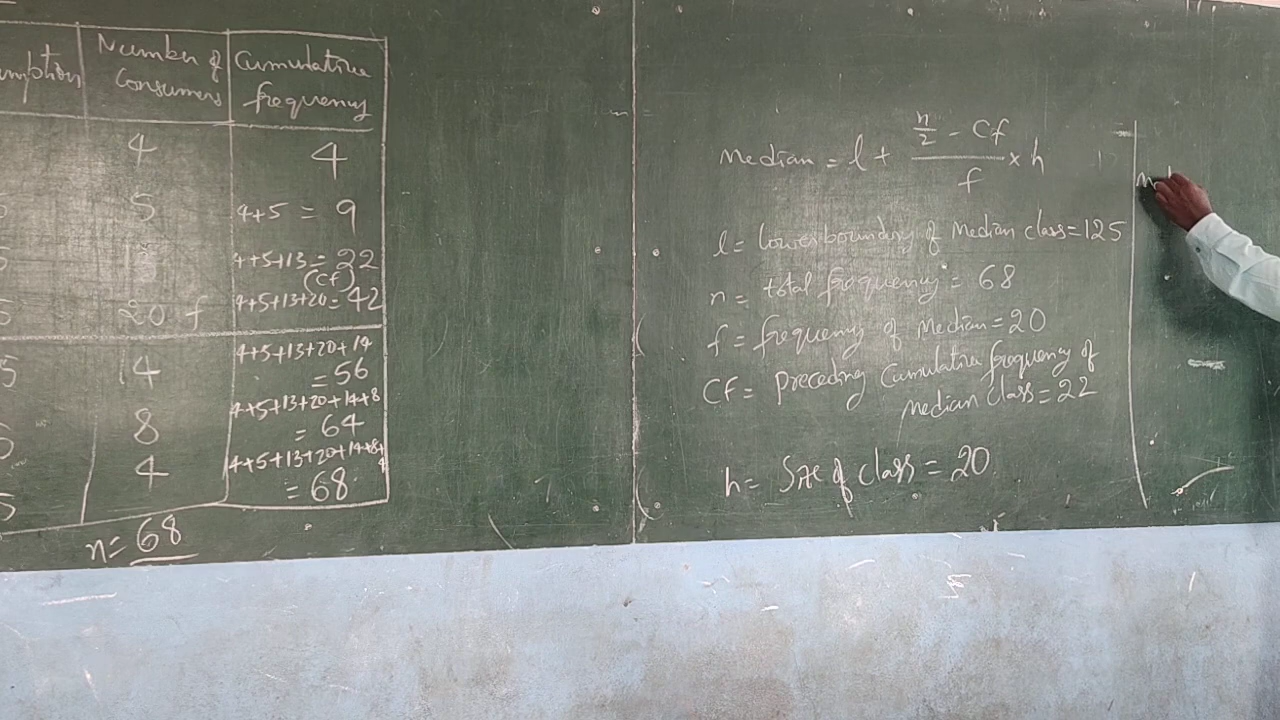 Number of Cumulative
Consumers frequency
4 4
5 4+5 = 9
4+5+13 = 22
(Cf)
20 f 4+5+13+20 = 42
14 4+5+13+20+14
= 56
8 4+5+13+20+14+8
= 64
4 4+5+13+20+14+8+4
= 68
n = 68
Median = l + n/2 - Cf / f × h
l = lower boundary of Median class = 125
n = total frequency = 68
f = frequency of Median = 20
Cf = Preceding Cumulative frequency of
median class = 22
h = Size of class = 20